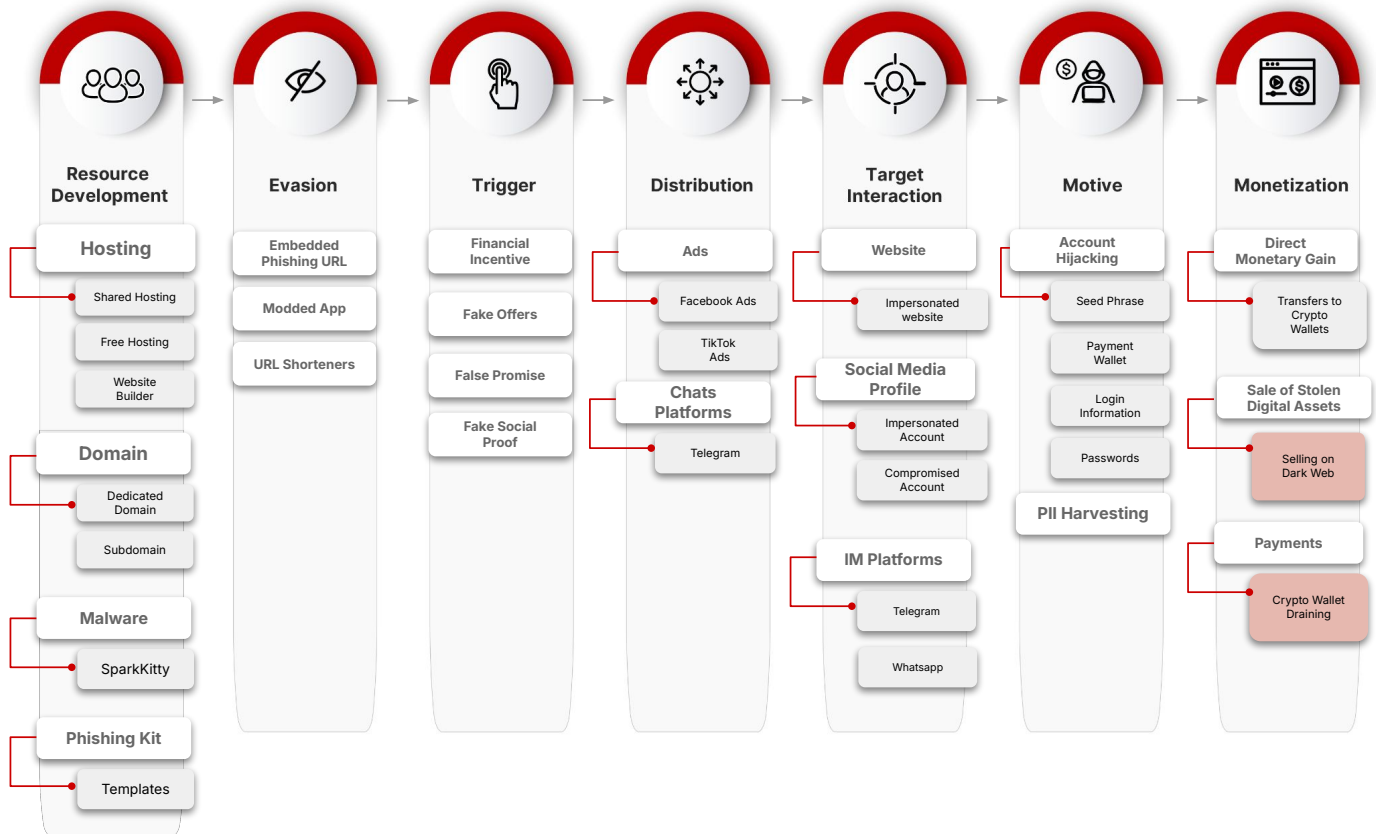 Resource
Development
Hosting
Shared Hosting
Free Hosting
Website
Builder
Domain
Dedicated
Domain
Subdomain
Malware
SparkKitty
Phishing Kit
Templates
Evasion
Embedded
Phishing URL
Modded App
URL Shorteners
Trigger
Financial
Incentive
Fake Offers
False Promise
Fake Social
Proof
Distribution
Ads
Facebook Ads
TikTok
Ads
Chats
Platforms
Telegram
Target
Interaction
Website
Impersonated
website
Social Media
Profile
Impersonated
Account
Compromised
Account
IM Platforms
Telegram
Whatsapp
Motive
Account
Hijacking
Seed Phrase
Payment
Wallet
Login
Information
Passwords
PII Harvesting
Monetization
Direct
Monetary Gain
Transfers to
Crypto
Wallets
Sale of Stolen
Digital Assets
Selling on
Dark Web
Payments
Crypto Wallet
Draining